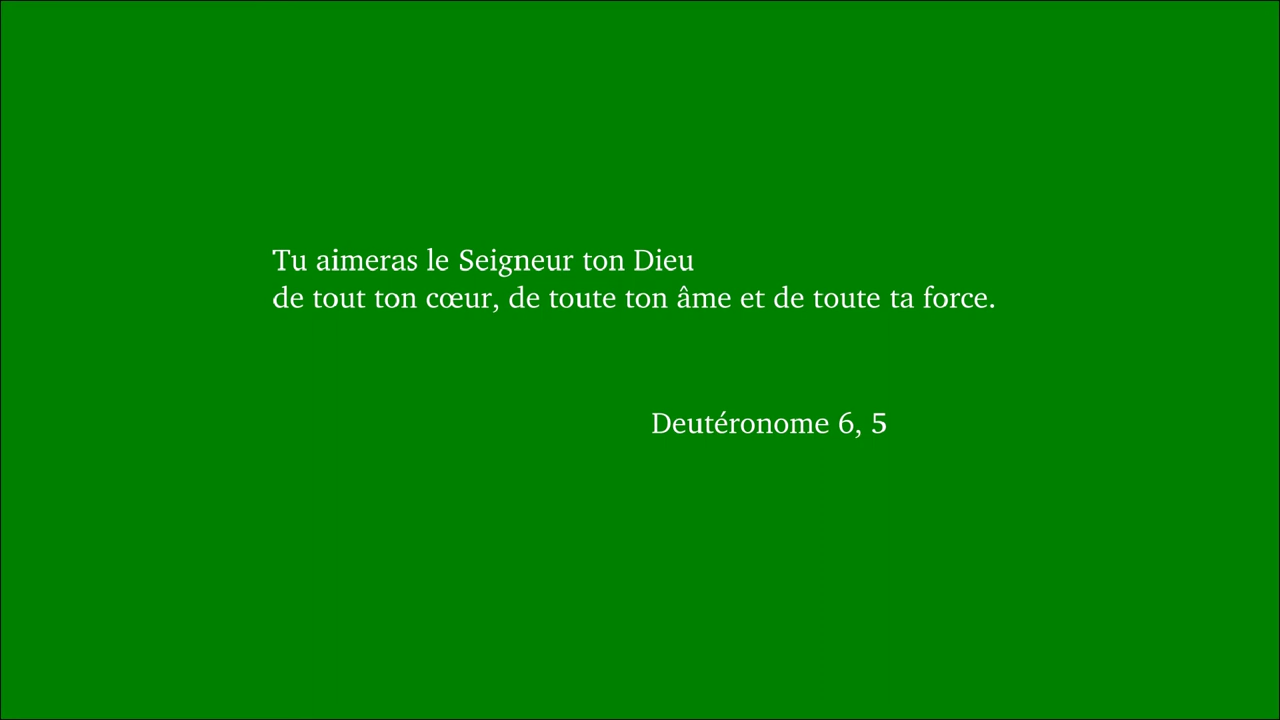 Tu aimeras le Seigneur ton Dieu
de tout ton cœur, de toute ton âme et de toute ta force.
Deutéronome 6, 5